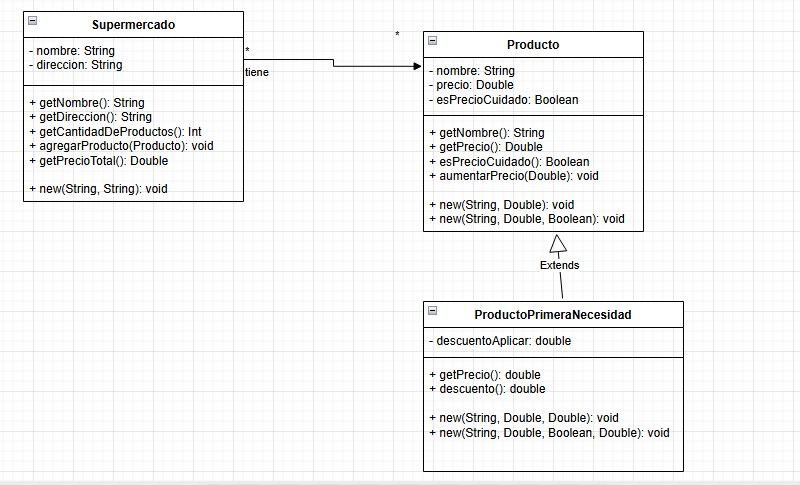 Supermercado
- nombre: String
- direccion: String
+ getNombre(): String
+ getDireccion(): String
+ getCantidadDeProductos(): Int
+ agregarProducto(Producto): void
+ getPrecioTotal(): Double
+ new(String, String): void
*
tiene
*
Producto
- nombre: String
- precio: Double
- esPrecioCuidado: Boolean
+ getNombre(): String
+ getPrecio(): Double
+ esPrecioCuidado(): Boolean
+ aumentarPrecio(Double): void
+ new(String, Double): void
+ new(String, Double, Boolean): void
Extends
ProductoPrimeraNecesidad
- descuentoAplicar: double
+ getPrecio(): double
+ descuento(): double
+ new(String, Double, Double): void
+ new(String, Double, Boolean, Double): void